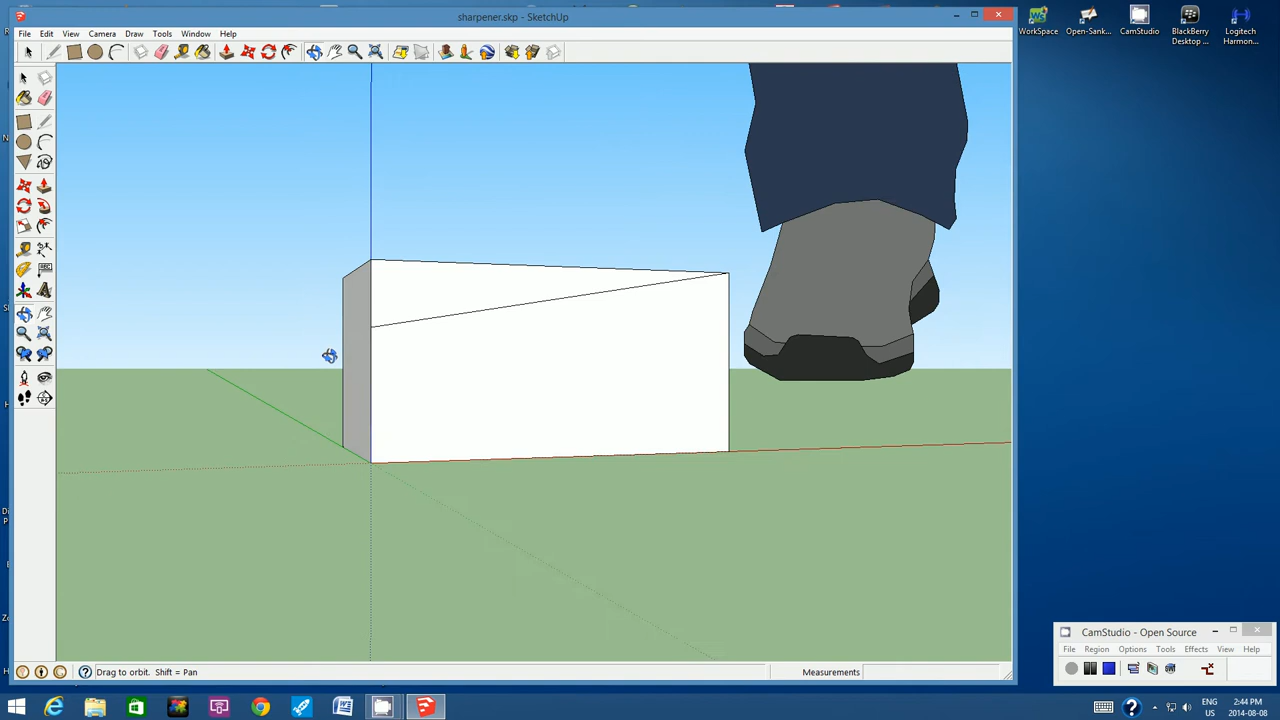 sharpener.skp - SketchUp
File Edit View Camera Draw Tools Window Help
WorkSpace
Open-Sank...
CamStudio
BlackBerry Desktop ...
Logitech Harmon...
CamStudio - Open Source
File Region Options Tools Effects View Help
Drag to orbit. Shift = Pan
Measurements
ENG
US
2:44 PM
2014-08-08